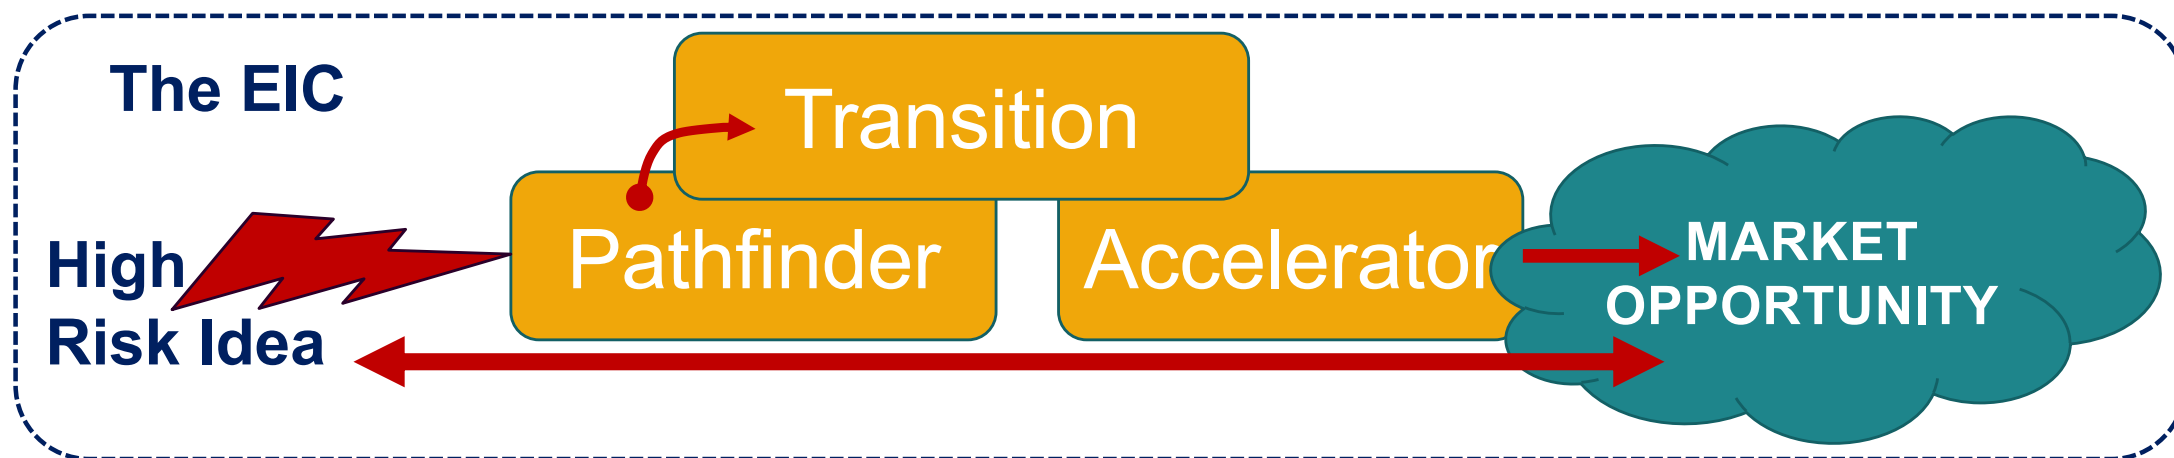 The EIC
Transition
High
Risk Idea
Pathfinder
Accelerator
MARKET
OPPORTUNITY